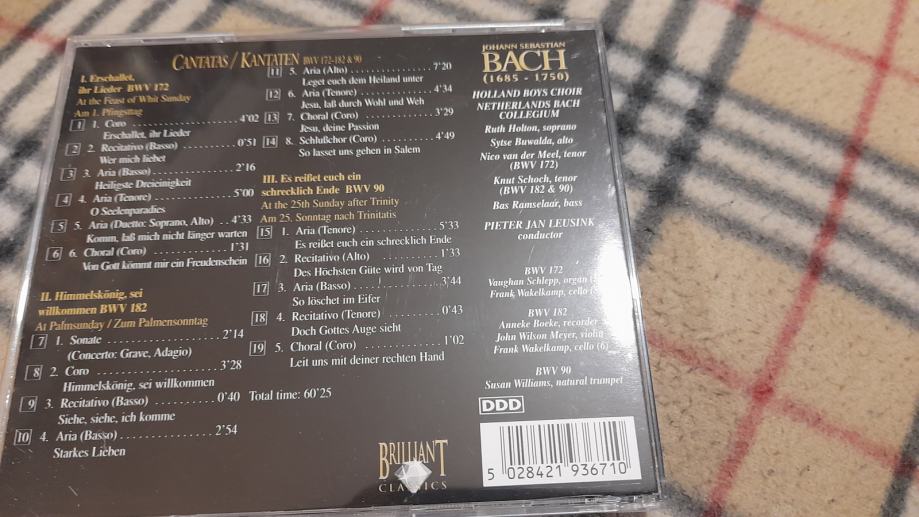 CANTATAS / KANTATEN BWV 172-182 & 90
I. Erschallet,
ihr Lieder BWV 172
At the Feast of Whit Sunday
Am 1. Pfingsttag
1 1. Coro 4'02
Erschallet, ihr Lieder
2 2. Recitativo (Basso) 0'51
Wer mich liebet
3 3. Aria (Basso) 2'16
Heiligste Dreieinigkeit
4 4. Aria (Tenore) 5'00
O Seelenparadies
5 5. Aria (Duetto: Soprano, Alto) 4'33
Komm, laß mich nicht länger warten
6 6. Choral (Coro) 1'31
Von Gott kömmt mir ein Freudenschein
II. Himmelskönig, sei
willkommen BWV 182
At Palmsunday / Zum Palmensonntag
7 1. Sonate 2'14
(Concerto: Grave, Adagio)
8 2. Coro 3'28
Himmelskönig, sei willkommen
9 3. Recitativo (Basso) 0'40
Siehe, siehe, ich komme
10 4. Aria (Basso) 2'54
Starkes Lieben
11 5. Aria (Alto) 7'20
Leget euch dem Heiland unter
12 6. Aria (Tenore) 4'34
Jesu, laß durch Wohl und Weh
13 7. Choral (Coro) 3'29
Jesu, deine Passion
14 8. Schlußchor (Coro) 4'49
So lasset uns gehen in Salem
III. Es reißet euch ein
schrecklich Ende BWV 90
At the 25th Sunday after Trinity
Am 25. Sonntag nach Trinitatis
15 1. Aria (Tenore) 5'33
Es reißet euch ein schrecklich Ende
16 2. Recitativo (Alto) 1'33
Des Höchsten Güte wird von Tag
17 3. Aria (Basso) 3'44
So löschet im Eifer
18 4. Recitativo (Tenore) 0'43
Doch Gottes Auge sieht
19 5. Choral (Coro) 1'02
Leit uns mit deiner rechten Hand
Total time: 60'25
BRILLIANT
CLASSICS
JOHANN SEBASTIAN
BACH
(1685 - 1750)
HOLLAND BOYS CHOIR
NETHERLANDS BACH
COLLEGIUM
Ruth Holton, soprano
Sytse Buwalda, alto
Nico van der Meel, tenor
(BWV 172)
Knut Schoch, tenor
(BWV 182 & 90)
Bas Ramselaar, bass
PIETER JAN LEUSINK
conductor
BWV 172
Vaughan Schlepp, organ
Frank Wakelkamp, cello
BWV 182
Anneke Boeke, recorder
John Wilson Meyer, violin
Frank Wakelkamp, cello (6)
BWV 90
Susan Williams, natural trumpet
DDD
5 028421 936710